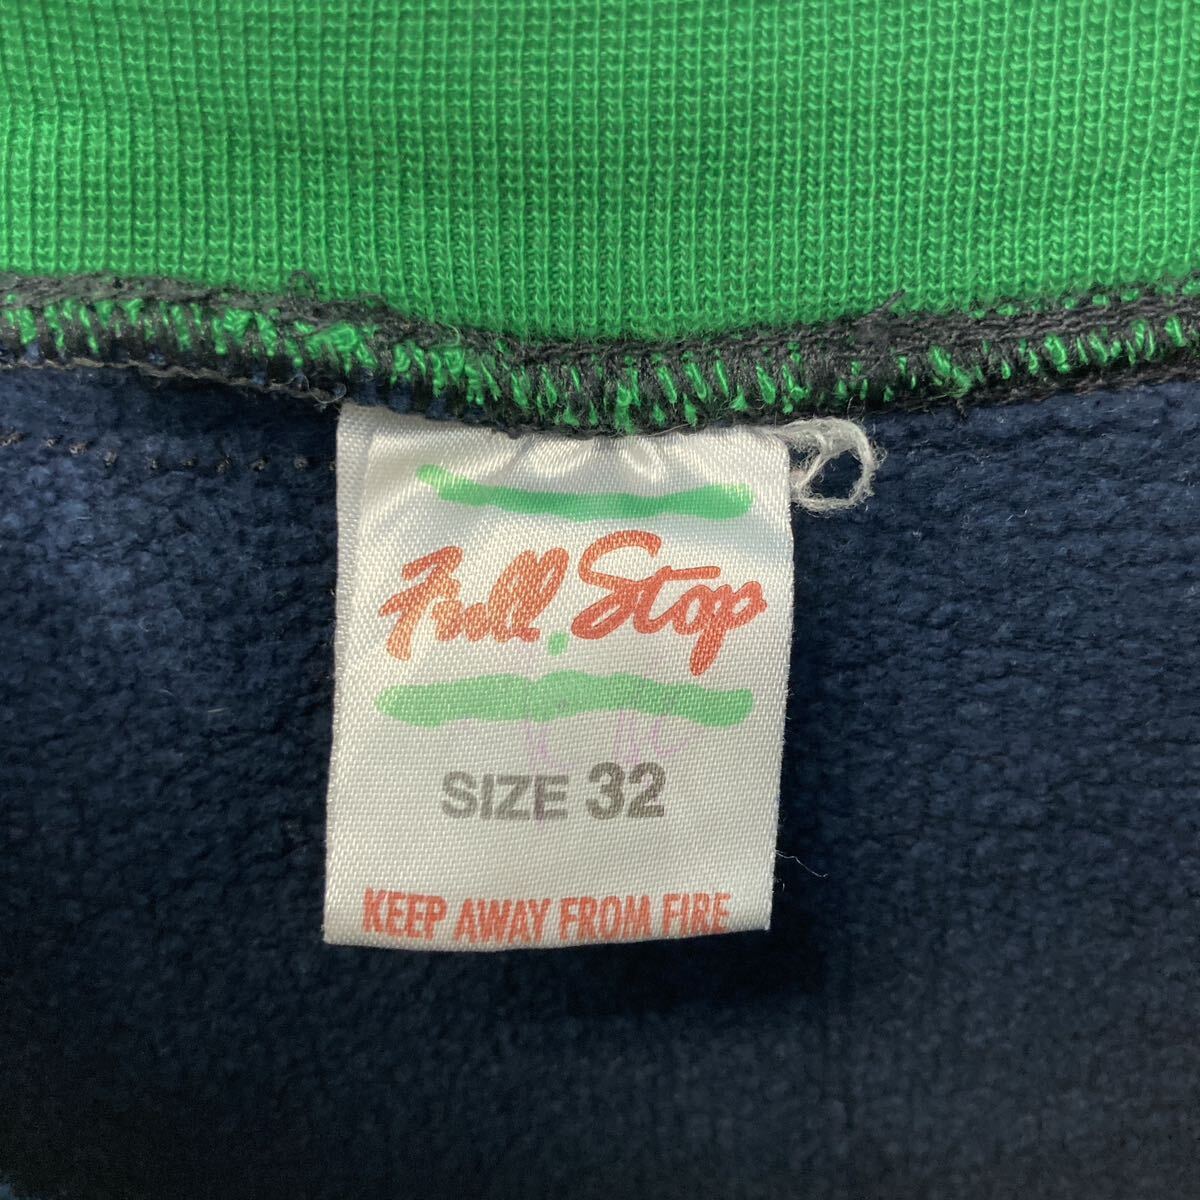 Full Stop
SIZE 32
KEEP AWAY FROM FIRE